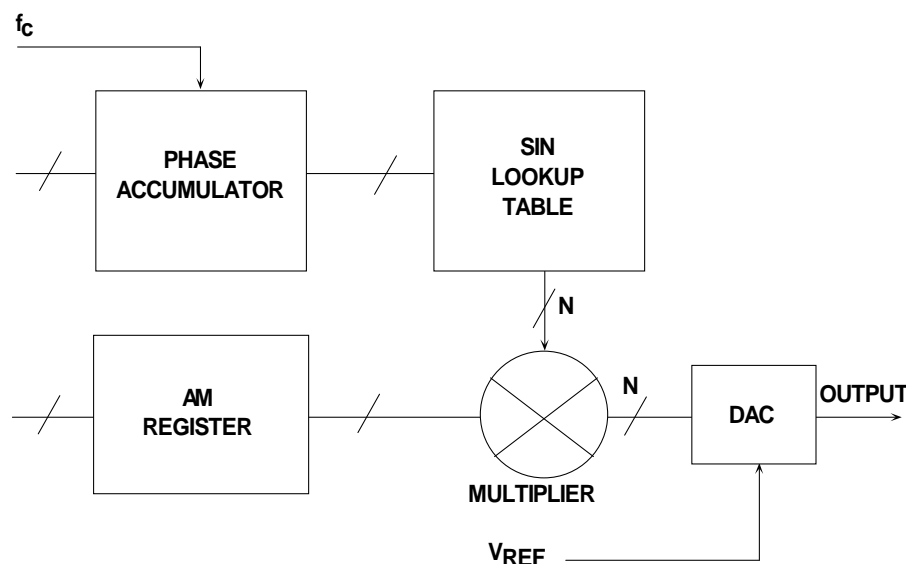 fC
PHASE
ACCUMULATOR
SIN
LOOKUP
TABLE
N
AM
REGISTER
N
MULTIPLIER
DAC
OUTPUT
VREF